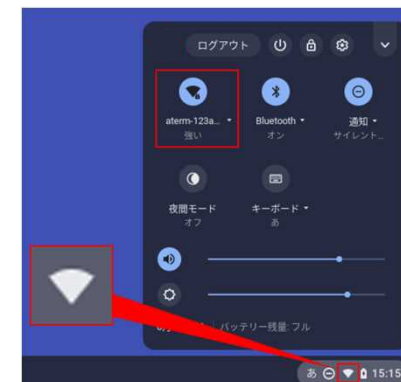 ログアウト
aterm-123a...
強い
Bluetooth
オン
通知
サイレント...
夜間モード
オフ
キーボード
あ
バッテリー残量: フル
あ
15:15